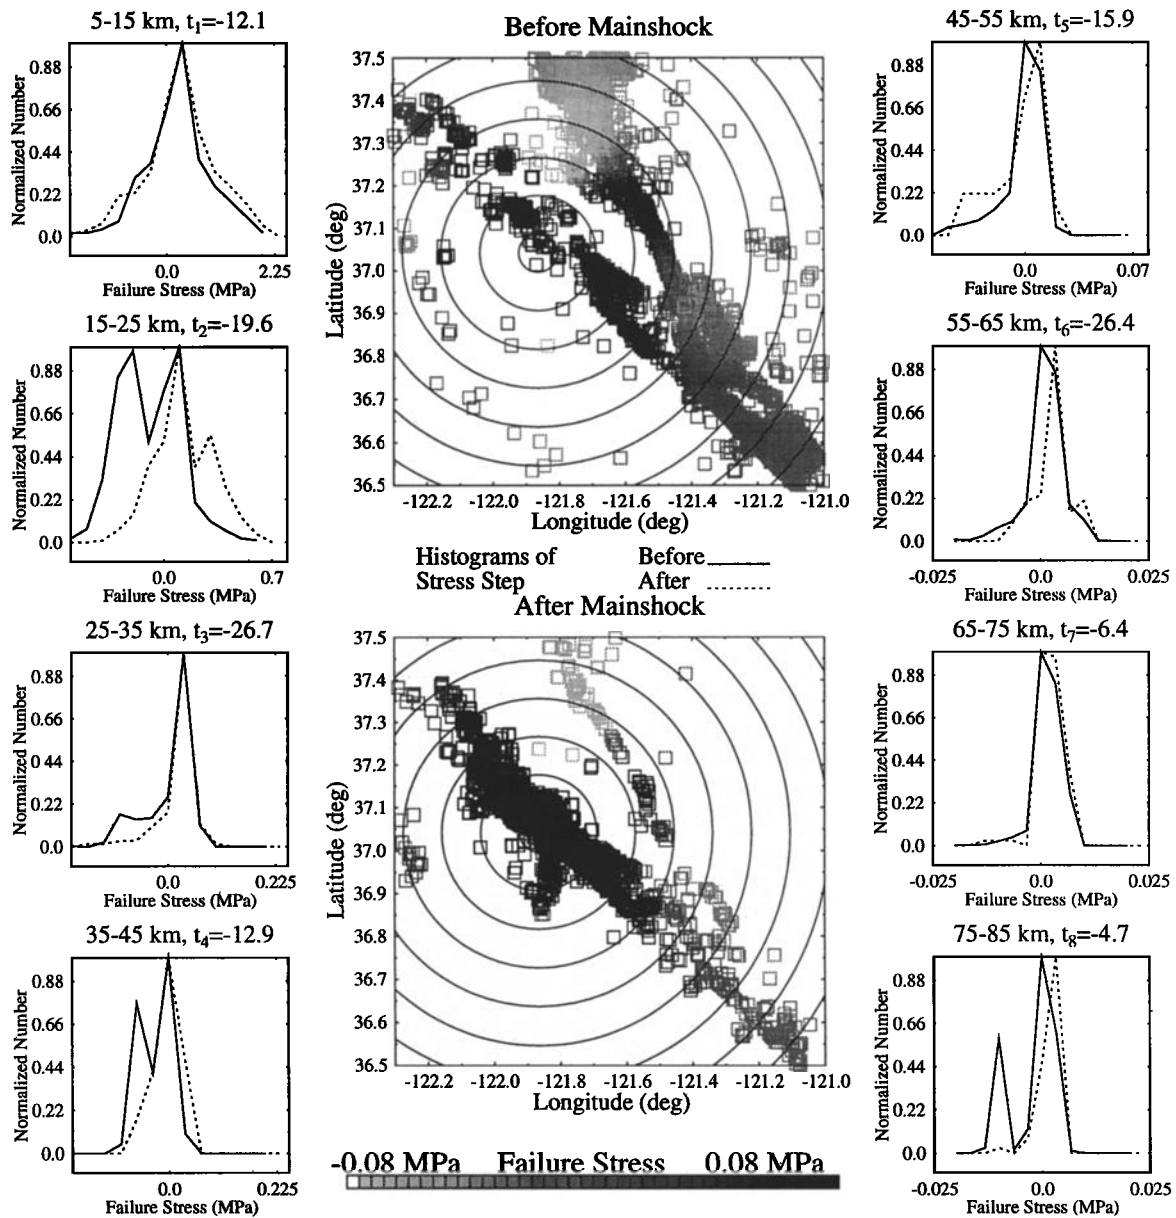 5-15 km, t1=-12.1
Normalized Number
0.88
0.66
0.44
0.22
0.0
0.0 2.25
Failure Stress (MPa)
15-25 km, t2=-19.6
Normalized Number
0.88
0.66
0.44
0.22
0.0
0.0 0.7
Failure Stress (MPa)
25-35 km, t3=-26.7
Normalized Number
0.88
0.66
0.44
0.22
0.0
0.0 0.225
Failure Stress (MPa)
35-45 km, t4=-12.9
Normalized Number
0.88
0.66
0.44
0.22
0.0
0.0 0.225
Failure Stress (MPa)
Before Mainshock
Latitude (deg)
37.5
37.4
37.3
37.2
37.1
37.0
36.9
36.8
36.7
36.6
36.5
-122.2 -122.0 -121.8 -121.6 -121.4 -121.1 -121.0
Longitude (deg)
Histograms of Before
Stress Step After
After Mainshock
Latitude (deg)
37.5
37.4
37.3
37.2
37.1
37.0
36.9
36.8
36.7
36.6
36.5
-122.2 -122.0 -121.8 -121.6 -121.4 -121.1 -121.0
Longitude (deg)
-0.08 MPa Failure Stress 0.08 MPa
45-55 km, t5=-15.9
Normalized Number
0.88
0.66
0.44
0.22
0.0
0.0 0.07
Failure Stress (MPa)
55-65 km, t6=-26.4
Normalized Number
0.88
0.66
0.44
0.22
0.0
-0.025 0.0 0.025
Failure Stress (MPa)
65-75 km, t7=-6.4
Normalized Number
0.88
0.66
0.44
0.22
0.0
-0.025 0.0 0.025
Failure Stress (MPa)
75-85 km, t8=-4.7
Normalized Number
0.88
0.66
0.44
0.22
0.0
-0.025 0.0 0.025
Failure Stress (MPa)